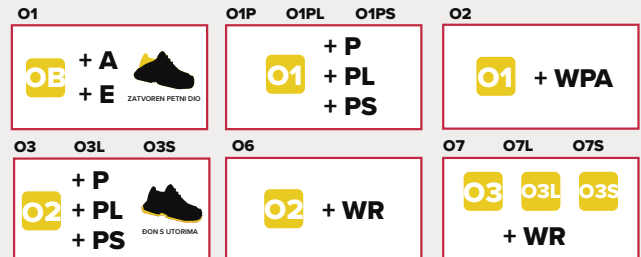 O1
OB
+ A
+ E
ZATVOREN PETNI DIO
O1P O1PL O1PS
O1
+ P
+ PL
+ PS
O2
O1
+ WPA
O3 O3L O3S
O2
+ P
+ PL
+ PS
ĐON S UTORIMA
O6
O2
+ WR
O7 O7L O7S
O3 O3L O3S
+ WR